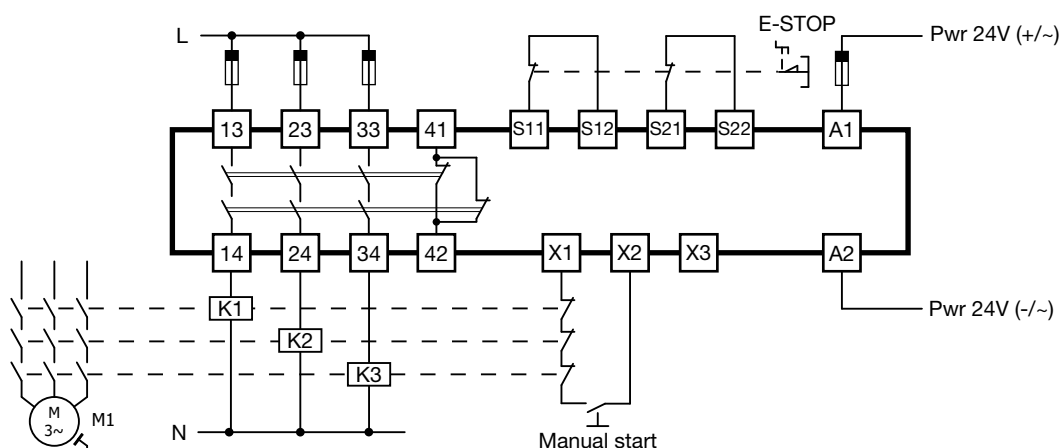 E-STOP
L
Pwr 24V (+/~)
13 23 33 41 S11 S12 S21 S22 A1
14 24 34 42 X1 X2 X3 A2
K1
Pwr 24V (-/~)
K2
K3
M
3~
M1
N
Manual start